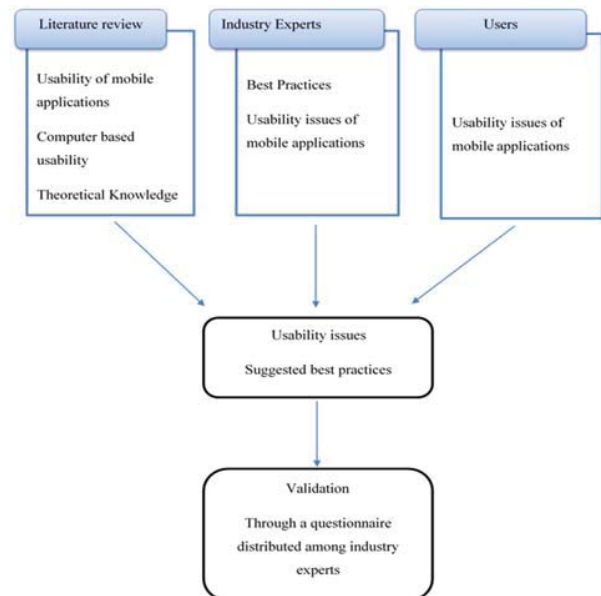 Literature review
Usability of mobile
applications
Computer based
usability
Theoretical Knowledge
Industry Experts
Best Practices
Usability issues of
mobile applications
Users
Usability issues of
mobile applications
Usability issues
Suggested best practices
Validation
Through a questionnaire
distributed among industry
experts